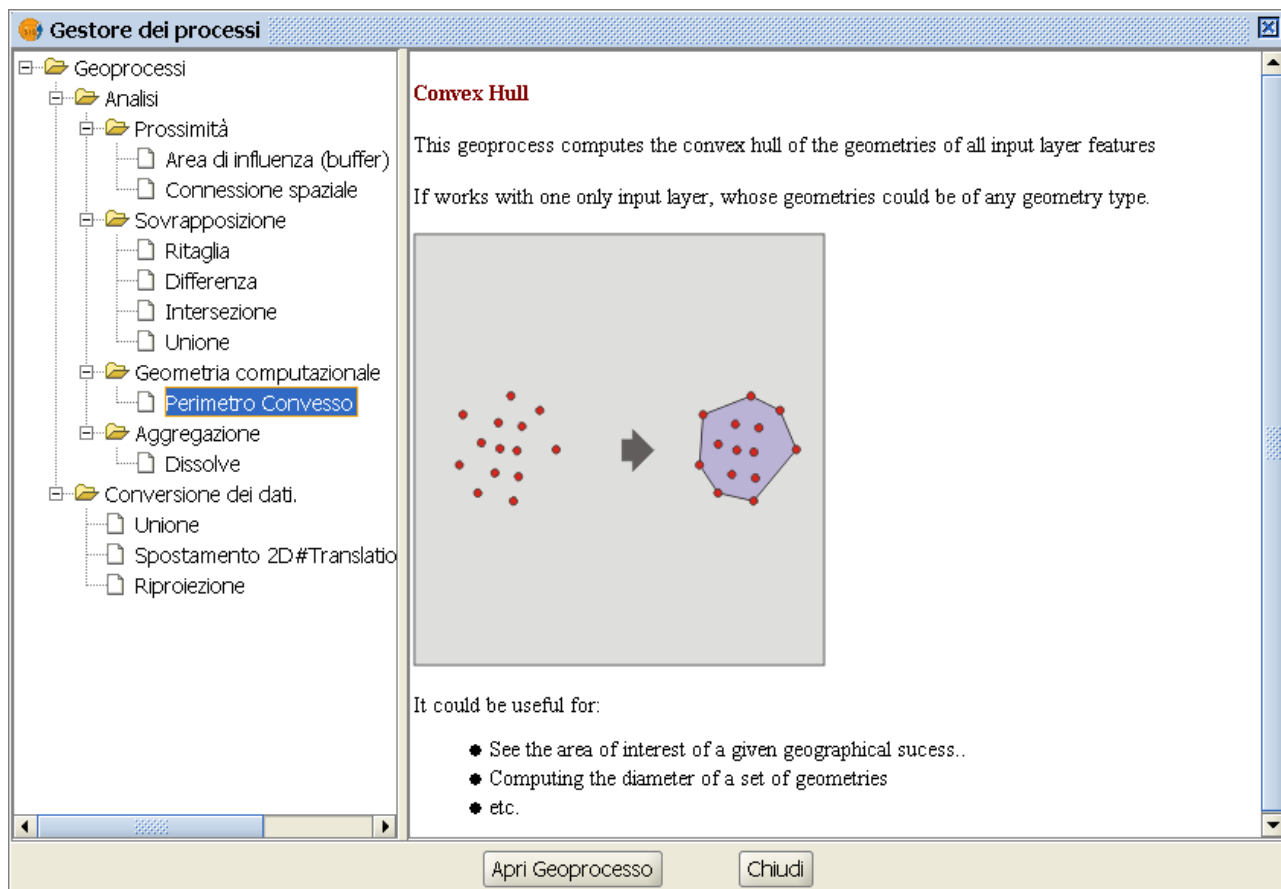 Gestore dei processi
Geoprocessi
Analisi
Prossimità
Area di influenza (buffer)
Connessione spaziale
Sovrapposizione
Ritaglia
Differenza
Intersezione
Unione
Geometria computazionale
Perimetro Convesso
Aggregazione
Dissolve
Conversione dei dati.
Unione
Spostamento 2D#Translatio
Riproiezione
Convex Hull
This geoprocess computes the convex hull of the geometries of all input layer features
If works with one only input layer, whose geometries could be of any geometry type.
It could be useful for:
See the area of interest of a given geographical sucess..
Computing the diameter of a set of geometries
etc.
Apri Geoprocesso
Chiudi